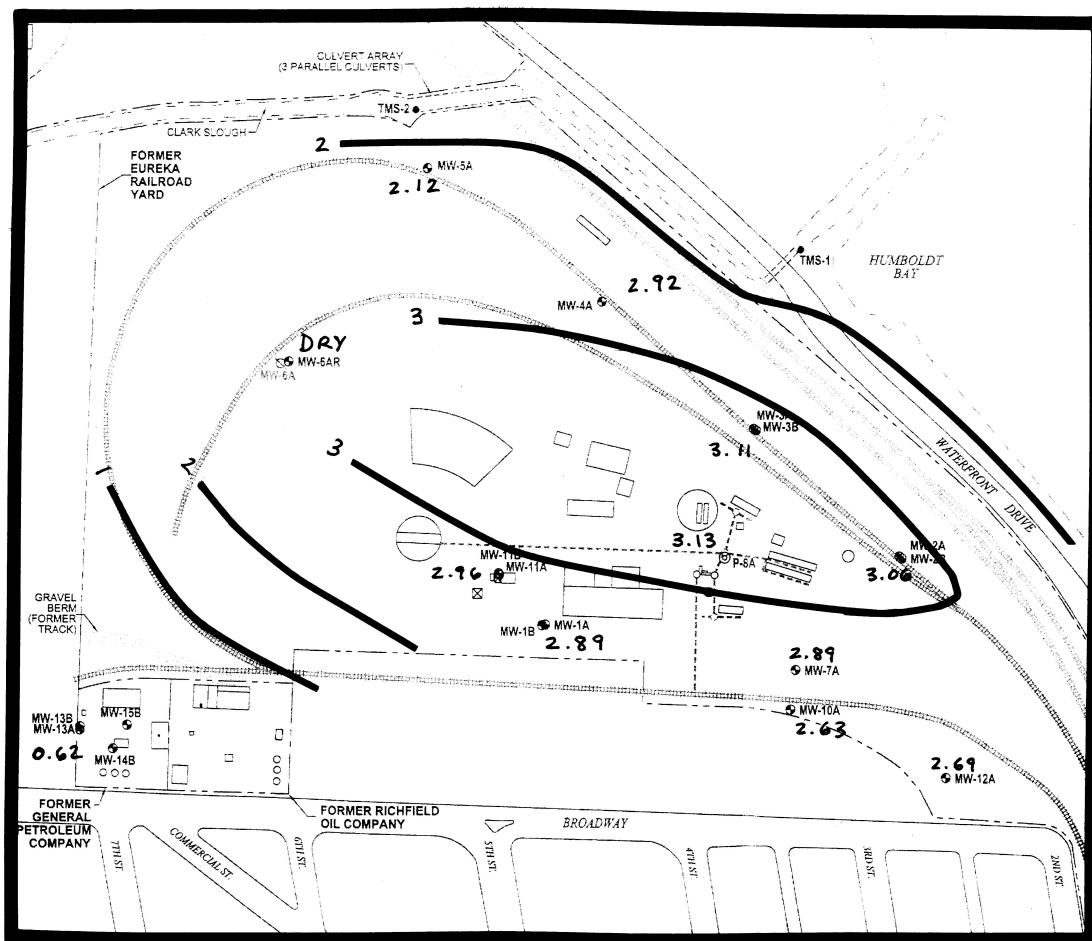 CULVERT ARRAY
(3 PARALLEL CULVERTS)
TMS-2
CLARK SLOUGH
2
FORMER
EUREKA
RAILROAD
YARD
MW-5A
2.12
TMS-1
HUMBOLDT
BAY
2.92
MW-4A
3
DRY
MW-6AR
MW-6A
MW-3A
MW-3B
3.11
WATERFRONT
DRIVE
3
2
1
3.13
P-6A
MW-2A
MW-2B
3.06
MW-11B
MW-11A
2.96
GRAVEL
BERM
(FORMER
TRACK)
MW-1B
MW-1A
2.89
2.89
MW-7A
MW-10A
2.63
MW-13B
MW-13A
MW-15B
0.62
MW-14B
2.69
MW-12A
FORMER
GENERAL
PETROLEUM
COMPANY
FORMER RICHFIELD
OIL COMPANY
BROADWAY
7TH ST.
COMMERCIAL ST.
6TH ST.
5TH ST.
4TH ST.
3RD ST.
2ND ST.